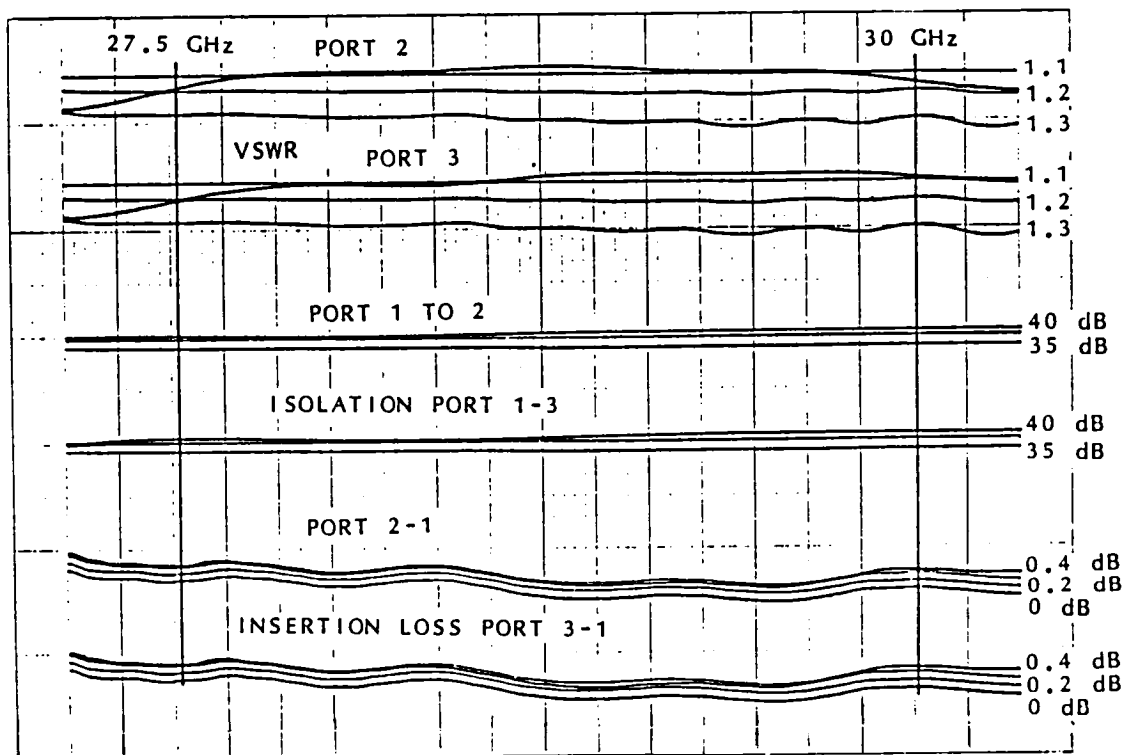 27.5 GHz
PORT 2
30 GHz
1.1
1.2
1.3
VSWR
PORT 3
1.1
1.2
1.3
PORT 1 TO 2
40 dB
35 dB
ISOLATION PORT 1-3
40 dB
35 dB
PORT 2-1
0.4 dB
0.2 dB
0 dB
INSERTION LOSS PORT 3-1
0.4 dB
0.2 dB
0 dB